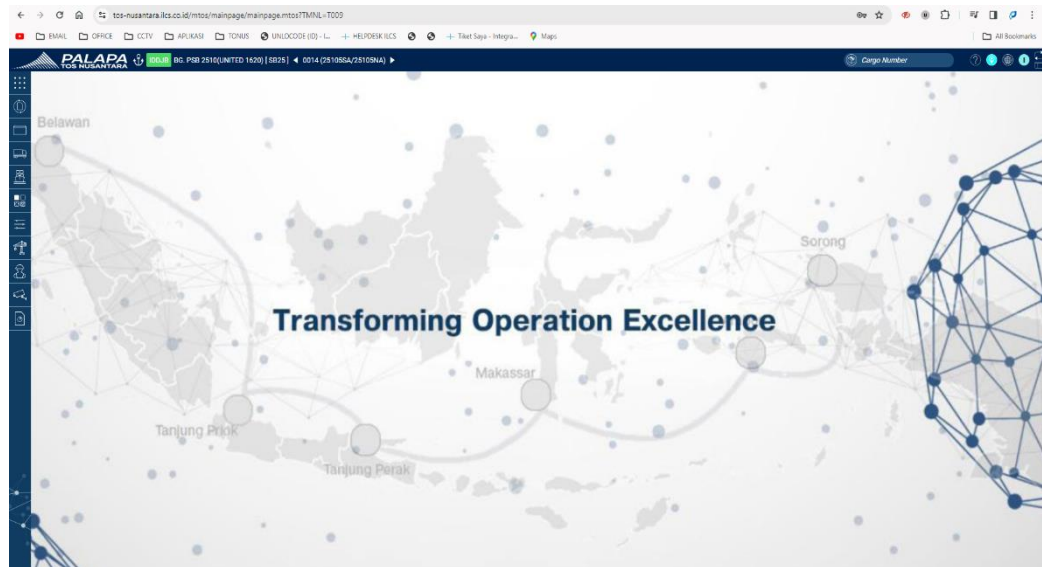 tos-nusantara.ilcs.co.id/mtos/mainpage/mainpage.mtos?TMNL=T009
EMAIL OFFICE CCTV APLIKASI TONUS UNLOCODE (ID) - I... HELPDESK ILCS Tiket Saya - Integra... Maps All Bookmarks
PALAPA
TOS NUSANTARA
IDDJB BG. PSB 2510(UNITED 1620) [ SB25 ] 0014 (25105SA/25105NA)
Cargo Number
Belawan
Sorong
Transforming Operation Excellence
Makassar
Tanjung Priok
Tanjung Perak